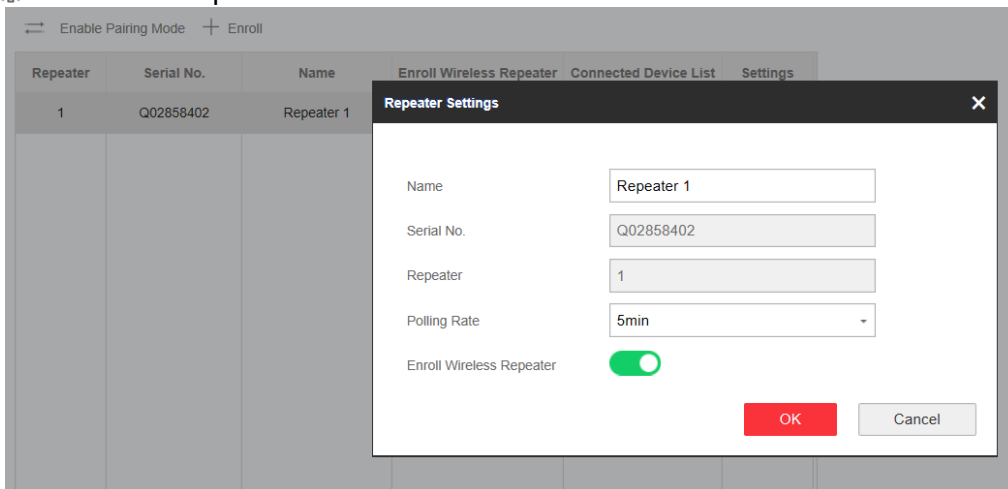 Enable Pairing Mode Enroll
Repeater Serial No. Name Enroll Wireless Repeater Connected Device List Settings
1 Q02858402 Repeater 1
Repeater Settings
Name Repeater 1
Serial No. Q02858402
Repeater 1
Polling Rate 5min
Enroll Wireless Repeater
OK Cancel